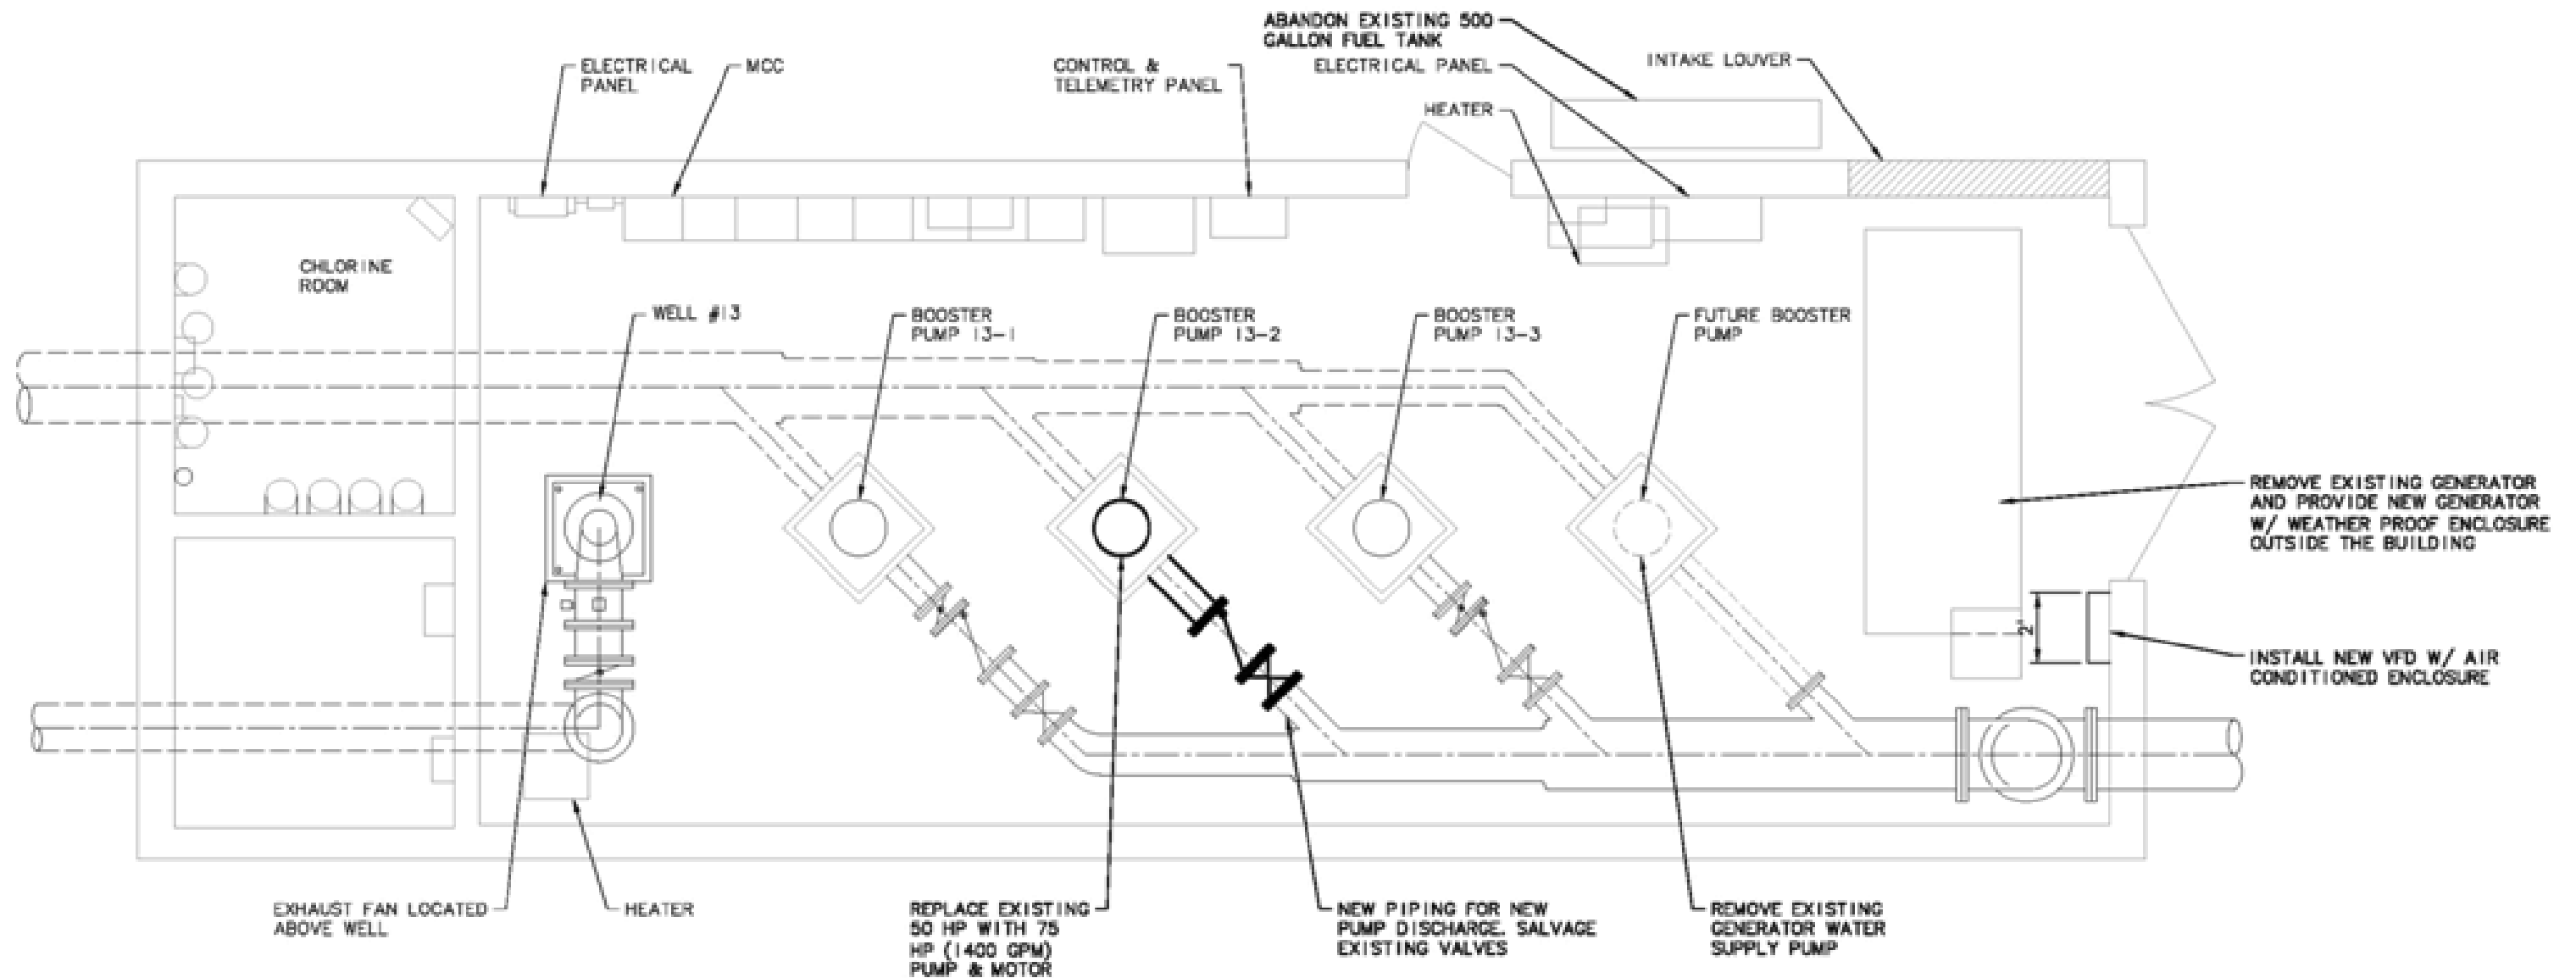 ABANDON EXISTING 500
GALLON FUEL TANK
ELECTRICAL
PANEL
MCC
CONTROL &
TELEMETRY PANEL
ELECTRICAL PANEL
INTAKE LOUVER
HEATER
CHLORINE
ROOM
WELL #13
BOOSTER
PUMP 13-1
BOOSTER
PUMP 13-2
BOOSTER
PUMP 13-3
FUTURE BOOSTER
PUMP
REMOVE EXISTING GENERATOR
AND PROVIDE NEW GENERATOR
W/ WEATHER PROOF ENCLOSURE
OUTSIDE THE BUILDING
2'
INSTALL NEW VFD W/ AIR
CONDITIONED ENCLOSURE
EXHAUST FAN LOCATED
ABOVE WELL
HEATER
REPLACE EXISTING
50 HP WITH 75
HP (1400 GPM)
PUMP & MOTOR
NEW PIPING FOR NEW
PUMP DISCHARGE. SALVAGE
EXISTING VALVES
REMOVE EXISTING
GENERATOR WATER
SUPPLY PUMP